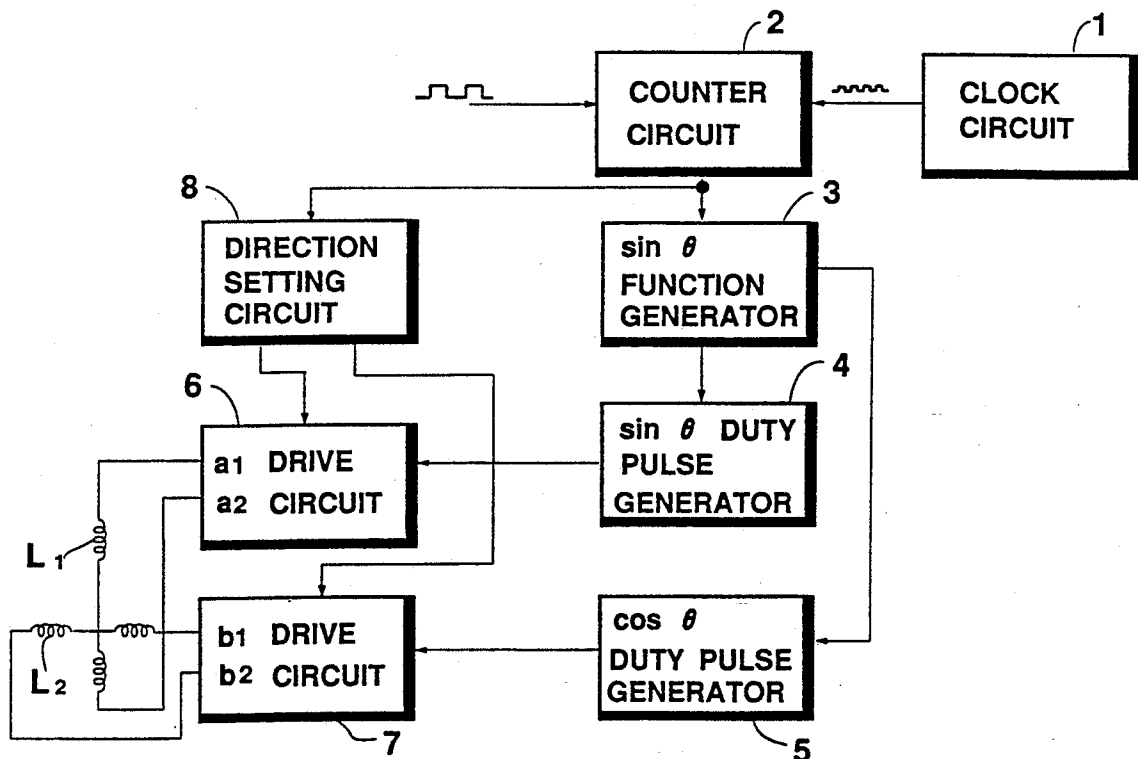 2
1
COUNTER
CIRCUIT
CLOCK
CIRCUIT
8
3
DIRECTION
SETTING
CIRCUIT
sin θ
FUNCTION
GENERATOR
6
4
a1 DRIVE
a2 CIRCUIT
sin θ DUTY
PULSE
GENERATOR
L1
L2
b1 DRIVE
b2 CIRCUIT
cos θ
DUTY PULSE
GENERATOR
7
5